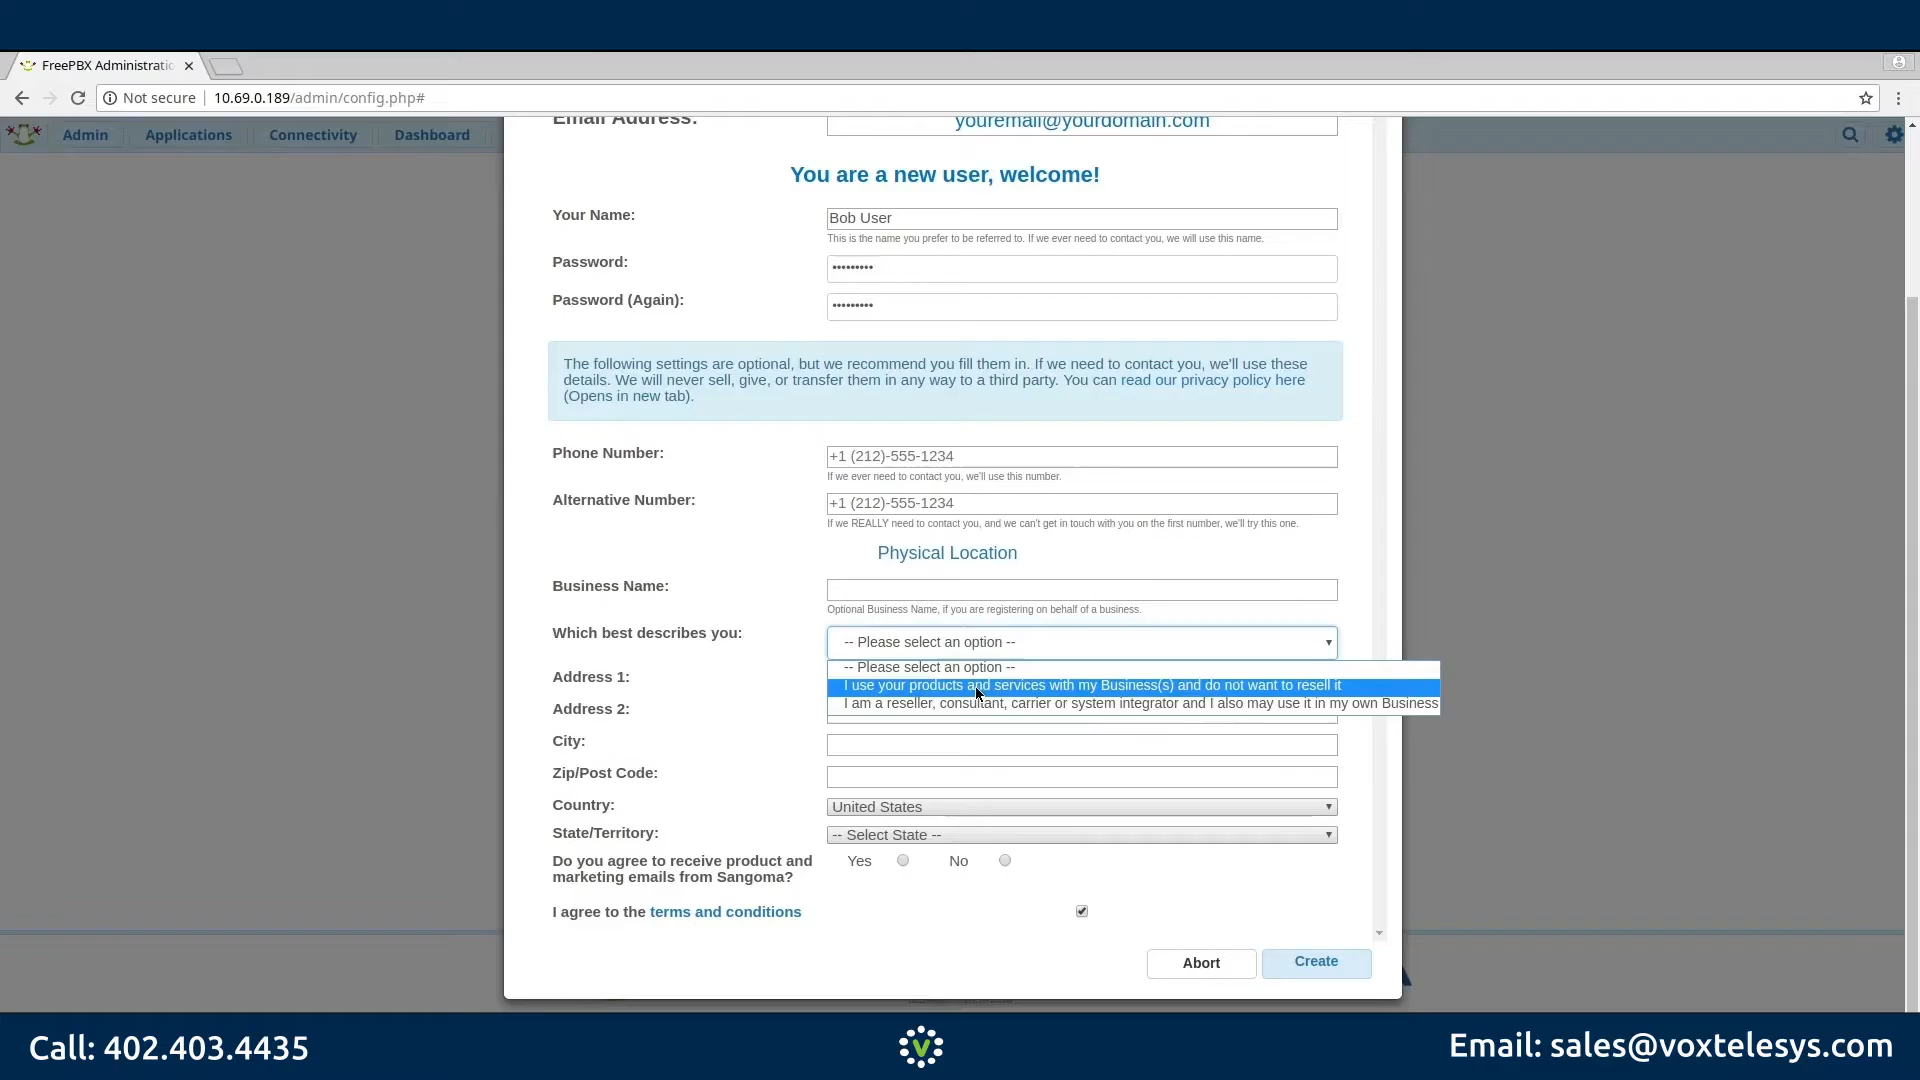 FreePBX Administratic
Not secure
10.69.0.189/admin/config.php#
Admin
Applications
Connectivity
Dashboard
Email Address:
youremail@yourdomain.com
You are a new user, welcome!
Your Name:
Bob User
This is the name you prefer to be referred to. If we ever need to contact you, we will use this name.
Password:
•••••••••
Password (Again):
•••••••••
The following settings are optional, but we recommend you fill them in. If we need to contact you, we'll use these
details. We will never sell, give, or transfer them in any way to a third party. You can read our privacy policy here
(Opens in new tab).
Phone Number:
+1 (212)-555-1234
If we ever need to contact you, we'll use this number.
Alternative Number:
+1 (212)-555-1234
If we REALLY need to contact you, and we can't get in touch with you on the first number, we'll try this one.
Physical Location
Business Name:
Optional Business Name, if you are registering on behalf of a business.
Which best describes you:
-- Please select an option --
-- Please select an option --
I use your products and services with my Business(s) and do not want to resell it
I am a reseller, consultant, carrier or system integrator and I also may use it in my own Business
Address 1:
Address 2:
City:
Zip/Post Code:
Country:
United States
State/Territory:
-- Select State --
Do you agree to receive product and
marketing emails from Sangoma?
Yes
No
I agree to the terms and conditions
Abort
Create
Call: 402.403.4435
V
Email: sales@voxtelesys.com